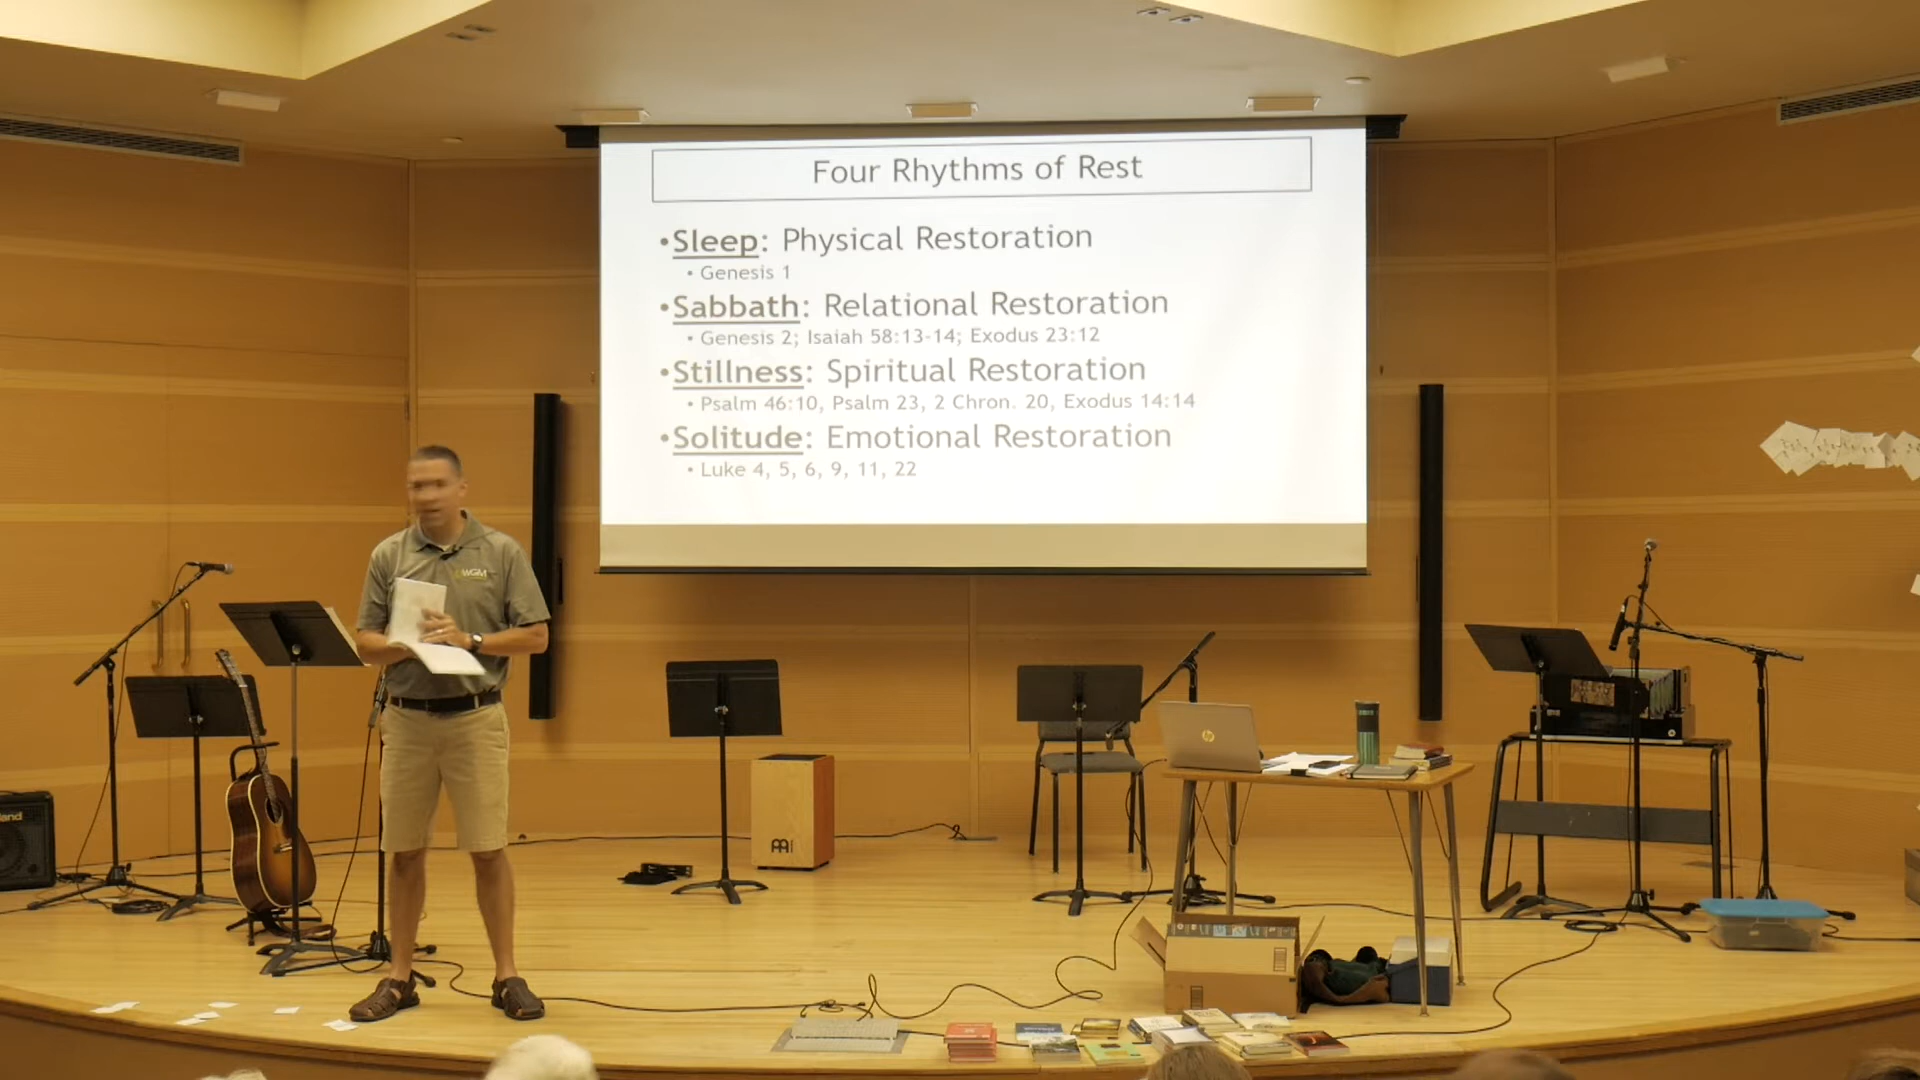 Four Rhythms of Rest
•Sleep: Physical Restoration
• Genesis 1
•Sabbath: Relational Restoration
• Genesis 2; Isaiah 58:13-14; Exodus 23:12
•Stillness: Spiritual Restoration
• Psalm 46:10, Psalm 23, 2 Chron. 20, Exodus 14:14
•Solitude: Emotional Restoration
• Luke 4, 5, 6, 9, 11, 22
WGM
hp